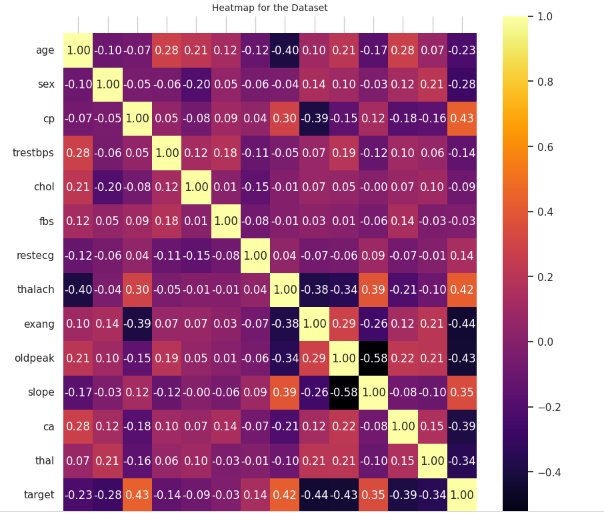 Heatmap for the Dataset
age 1.00 -0.10 -0.07 0.28 0.21 0.12 -0.12 -0.40 0.10 0.21 -0.17 0.28 0.07 -0.23
sex -0.10 1.00 -0.05 -0.06 -0.20 0.05 -0.06 -0.04 0.14 0.10 -0.03 0.12 0.21 -0.28
cp -0.07 -0.05 1.00 0.05 -0.08 0.09 0.04 0.30 -0.39 -0.15 0.12 -0.18 -0.16 0.43
trestbps 0.28 -0.06 0.05 1.00 0.12 0.18 -0.11 -0.05 0.07 0.19 -0.12 0.10 0.06 -0.14
chol 0.21 -0.20 -0.08 0.12 1.00 0.01 -0.15 -0.01 0.07 0.05 -0.00 0.07 0.10 -0.09
fbs 0.12 0.05 0.09 0.18 0.01 1.00 -0.08 -0.01 0.03 0.01 -0.06 0.14 -0.03 -0.03
restecg -0.12 -0.06 0.04 -0.11 -0.15 -0.08 1.00 0.04 -0.07 -0.06 0.09 -0.07 -0.01 0.14
thalach -0.40 -0.04 0.30 -0.05 -0.01 -0.01 0.04 1.00 -0.38 -0.34 0.39 -0.21 -0.10 0.42
exang 0.10 0.14 -0.39 0.07 0.07 0.03 -0.07 -0.38 1.00 0.29 -0.26 0.12 0.21 -0.44
oldpeak 0.21 0.10 -0.15 0.19 0.05 0.01 -0.06 -0.34 0.29 1.00 -0.58 0.22 0.21 -0.43
slope -0.17 -0.03 0.12 -0.12 -0.00 -0.06 0.09 0.39 -0.26 -0.58 1.00 -0.08 -0.10 0.35
ca 0.28 0.12 -0.18 0.10 0.07 0.14 -0.07 -0.21 0.12 0.22 -0.08 1.00 0.15 -0.39
thal 0.07 0.21 -0.16 0.06 0.10 -0.03 -0.01 -0.10 0.21 0.21 -0.10 0.15 1.00 -0.34
target -0.23 -0.28 0.43 -0.14 -0.09 -0.03 0.14 0.42 -0.44 -0.43 0.35 -0.39 -0.34 1.00
1.0
0.8
0.6
0.4
0.2
0.0
−0.2
−0.4